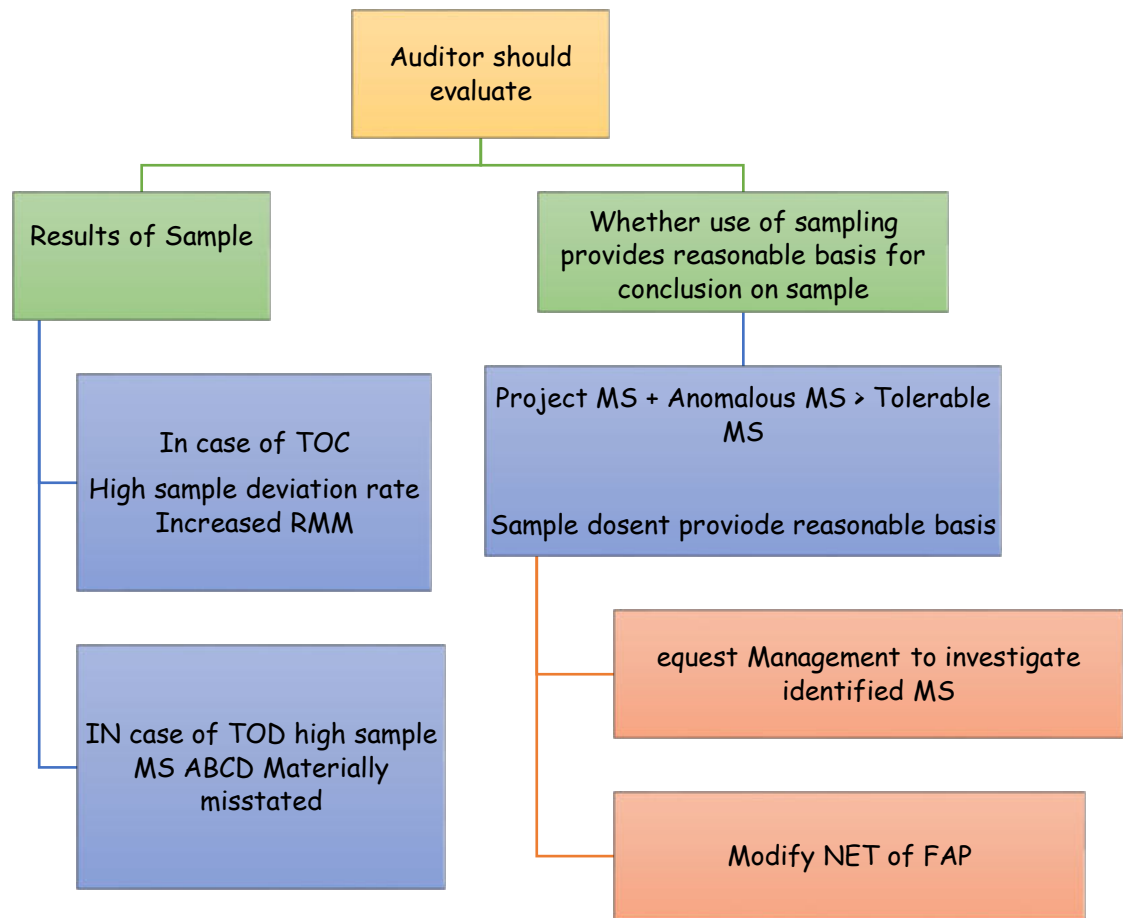 Auditor should
evaluate
Results of Sample
Whether use of sampling
provides reasonable basis for
conclusion on sample
In case of TOC
High sample deviation rate
Increased RMM
IN case of TOD high sample
MS ABCD Materially
misstated
Project MS + Anomalous MS > Tolerable
MS
Sample dosent proviode reasonable basis
equest Management to investigate
identified MS
Modify NET of FAP